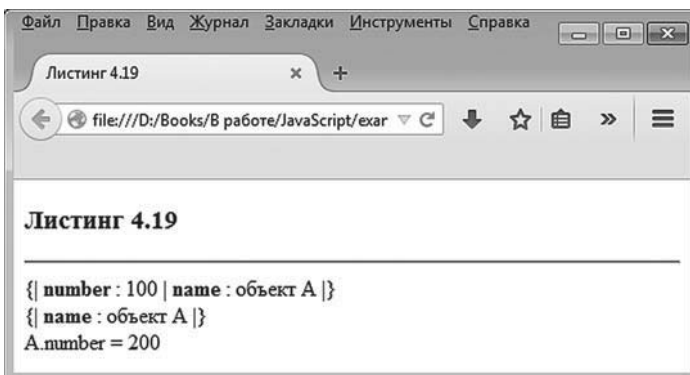 Файл Правка Вид Журнал Закладки Инструменты Справка
Листинг 4.19
file:///D:/Books/В работе/JavaScript/exar
Листинг 4.19
{| number : 100 | name : объект A |}
{| name : объект A |}
A.number = 200